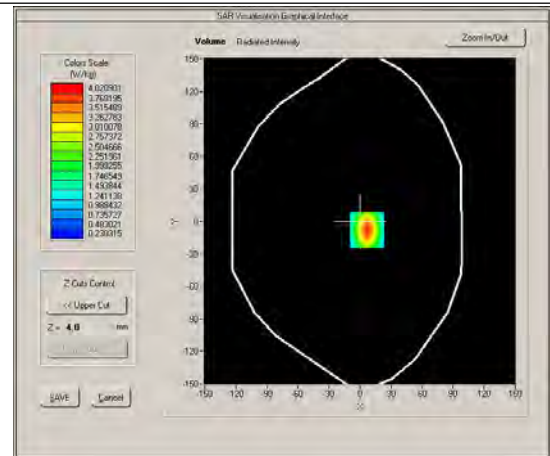 SAR Visualisation Graphical Interface
Volume Radiated Intensity
Zoom In/Out
Colors Scale
(W/kg)
4.020901
3.768195
3.515489
3.262783
3.010078
2.757372
2.504666
2.251961
1.999255
1.746549
1.493844
1.241138
0.988432
0.735727
0.483021
0.230315
150
120
90
60
30
0
-30
-60
-90
-120
-150
Y
-150 -120 -90 -60 -30 0 30 60 90 120 150
X
Z Cuts Control
<< Upper Cut
Z = 4.0 mm
SAVE
Cancel